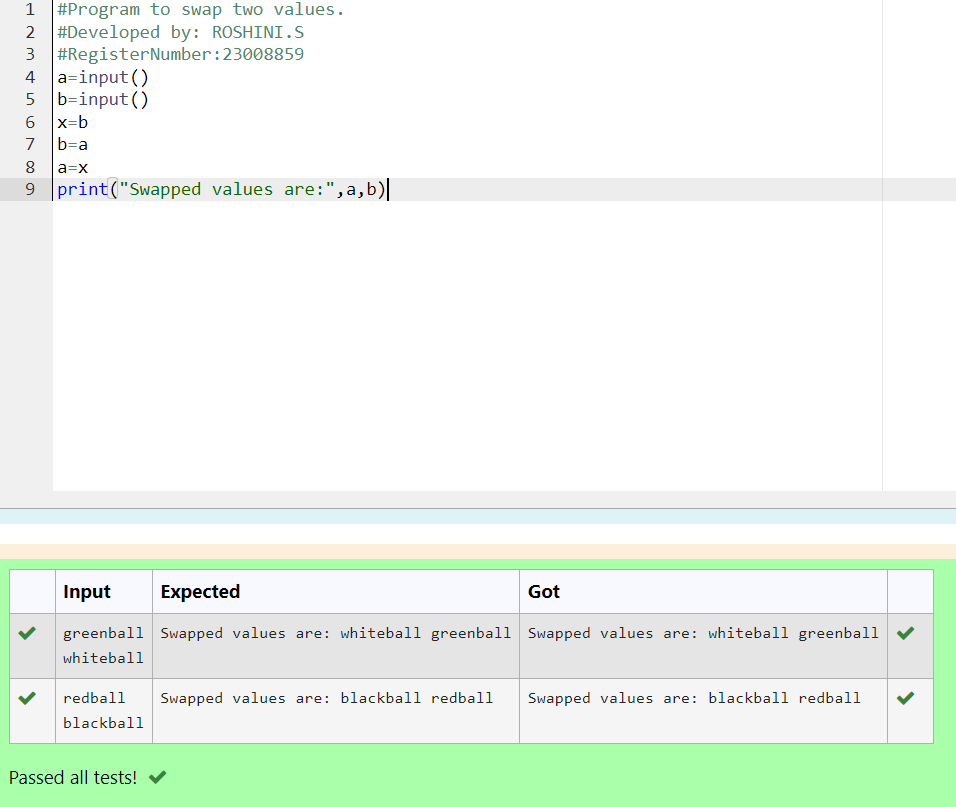 1 #Program to swap two values.
2 #Developed by: ROSHINI.S
3 #RegisterNumber:23008859
4 a=input()
5 b=input()
6 x=b
7 b=a
8 a=x
9 print("Swapped values are:",a,b)
Input Expected Got
greenball Swapped values are: whiteball greenball Swapped values are: whiteball greenball
whiteball
redball Swapped values are: blackball redball Swapped values are: blackball redball
blackball
Passed all tests!